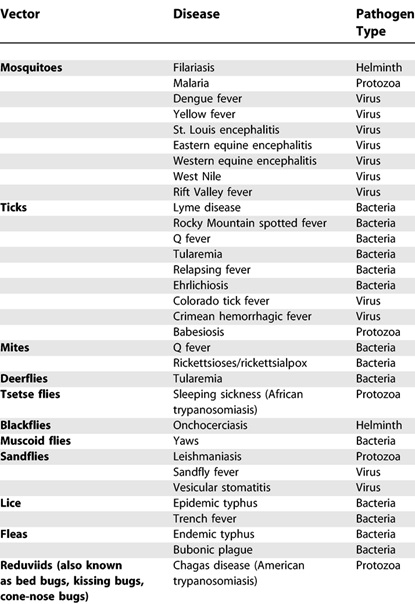 Vector Disease Pathogen
Type
Mosquitoes Filariasis Helminth
Malaria Protozoa
Dengue fever Virus
Yellow fever Virus
St. Louis encephalitis Virus
Eastern equine encephalitis Virus
Western equine encephalitis Virus
West Nile Virus
Rift Valley fever Virus
Ticks Lyme disease Bacteria
Rocky Mountain spotted fever Bacteria
Q fever Bacteria
Tularemia Bacteria
Relapsing fever Bacteria
Ehrlichiosis Bacteria
Colorado tick fever Virus
Crimean hemorrhagic fever Virus
Babesiosis Protozoa
Mites Q fever Bacteria
Rickettsioses/rickettsialpox Bacteria
Deerflies Tularemia Bacteria
Tsetse flies Sleeping sickness (African Protozoa
trypanosomiasis)
Blackflies Onchocerciasis Helminth
Muscoid flies Yaws Bacteria
Sandflies Leishmaniasis Protozoa
Sandfly fever Virus
Vesicular stomatitis Virus
Lice Epidemic typhus Bacteria
Trench fever Bacteria
Fleas Endemic typhus Bacteria
Bubonic plague Bacteria
Reduviids (also known Chagas disease (American Protozoa
as bed bugs, kissing bugs, trypanosomiasis)
cone-nose bugs)